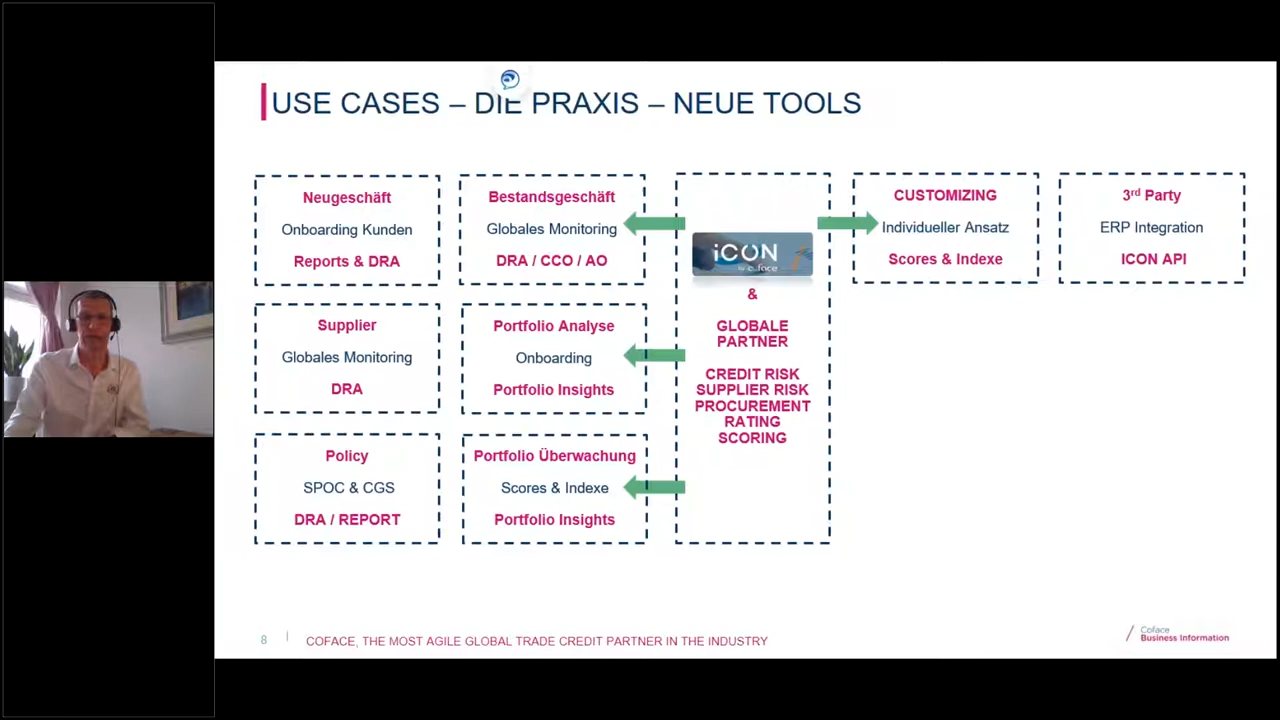 USE CASES – DIE PRAXIS – NEUE TOOLS
Neugeschäft
Onboarding Kunden
Reports & DRA
Bestandsgeschäft
Globales Monitoring
DRA / CCO / AO
Supplier
Globales Monitoring
DRA
Portfolio Analyse
Onboarding
Portfolio Insights
Policy
SPOC & CGS
DRA / REPORT
Portfolio Überwachung
Scores & Indexe
Portfolio Insights
iCON
by coface
&
GLOBALE
PARTNER
CREDIT RISK
SUPPLIER RISK
PROCUREMENT
RATING
SCORING
CUSTOMIZING
Individueller Ansatz
Scores & Indexe
3rd Party
ERP Integration
ICON API
8
COFACE, THE MOST AGILE GLOBAL TRADE CREDIT PARTNER IN THE INDUSTRY
Coface
Business Information